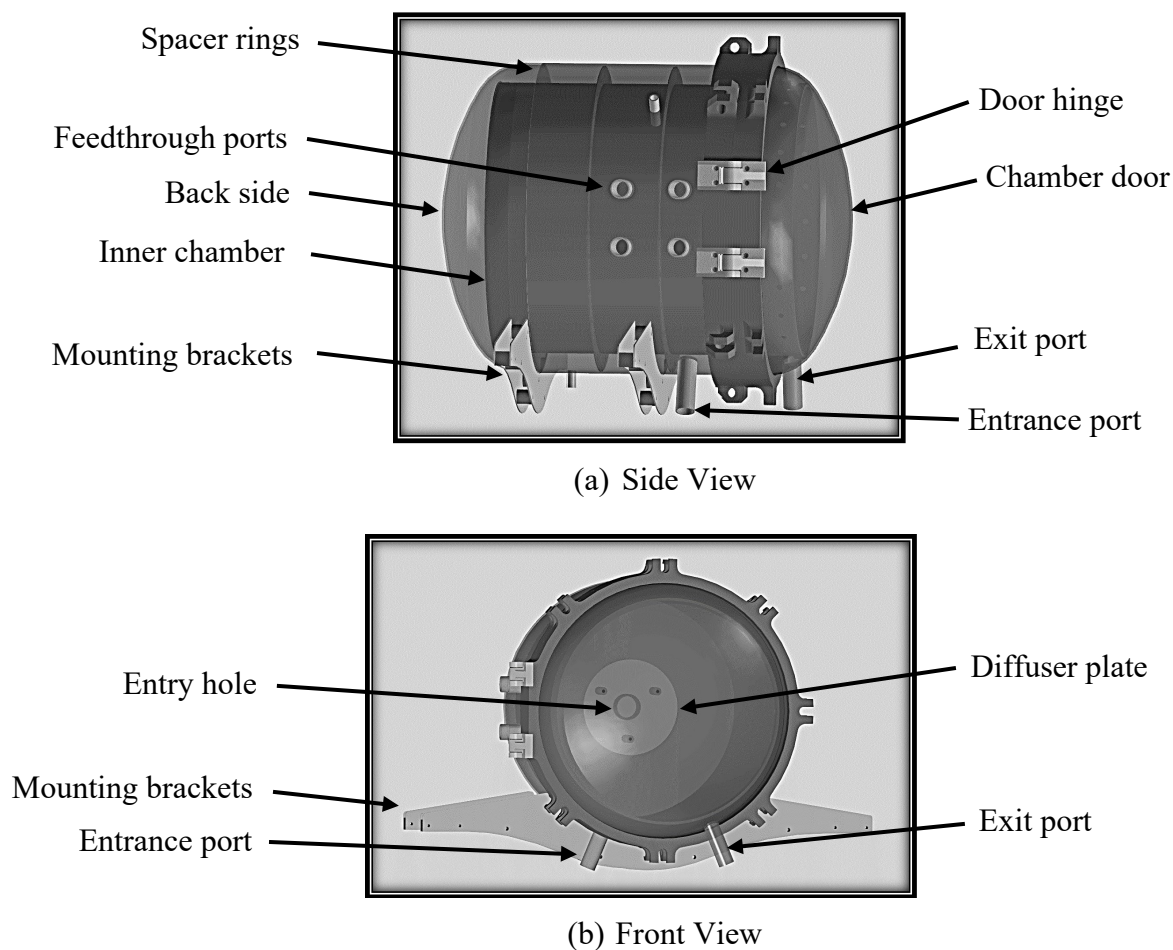 Spacer rings
Feedthrough ports
Back side
Inner chamber
Mounting brackets
Door hinge
Chamber door
Exit port
Entrance port
(a) Side View
Entry hole
Mounting brackets
Entrance port
Diffuser plate
Exit port
(b) Front View